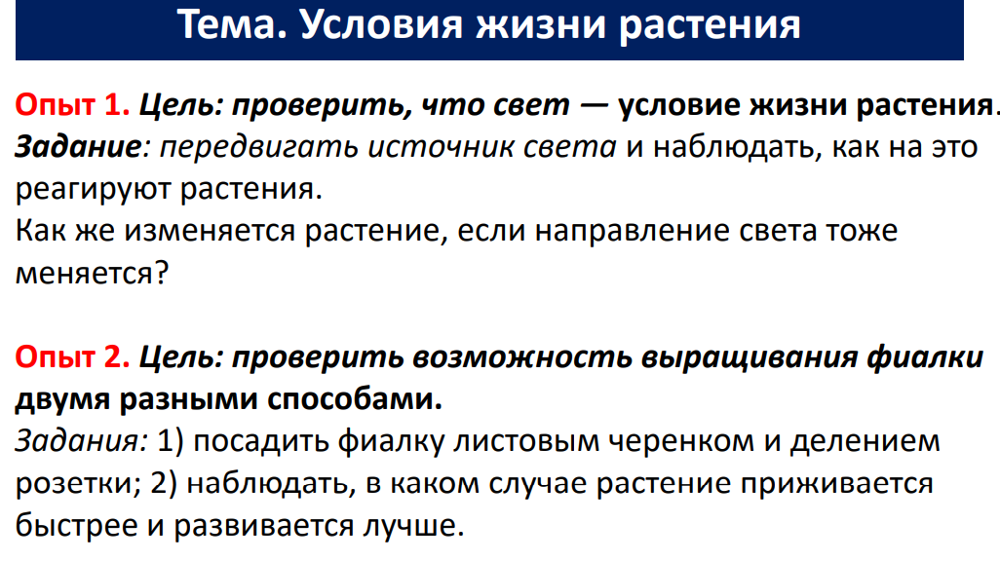 Тема. Условия жизни растения
Опыт 1. Цель: проверить, что свет — условие жизни растения.
Задание: передвигать источник света и наблюдать, как на это
реагируют растения.
Как же изменяется растение, если направление света тоже
меняется?
Опыт 2. Цель: проверить возможность выращивания фиалки
двумя разными способами.
Задания: 1) посадить фиалку листовым черенком и делением
розетки; 2) наблюдать, в каком случае растение приживается
быстрее и развивается лучше.